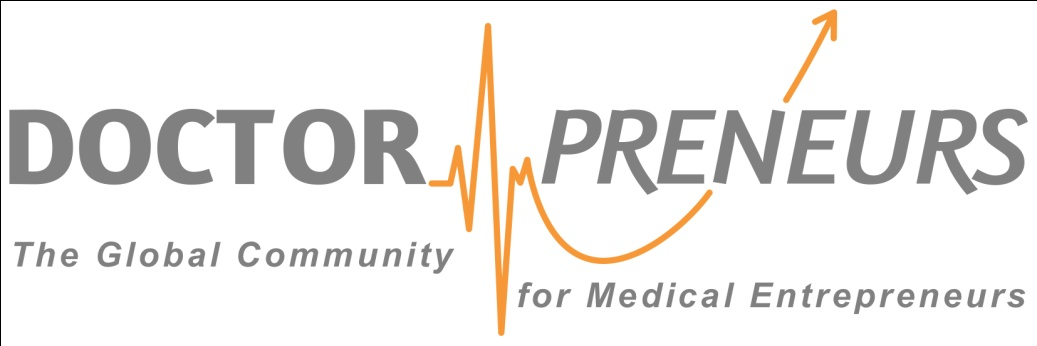 DOCTORPRENEURS
The Global Community
for Medical Entrepreneurs